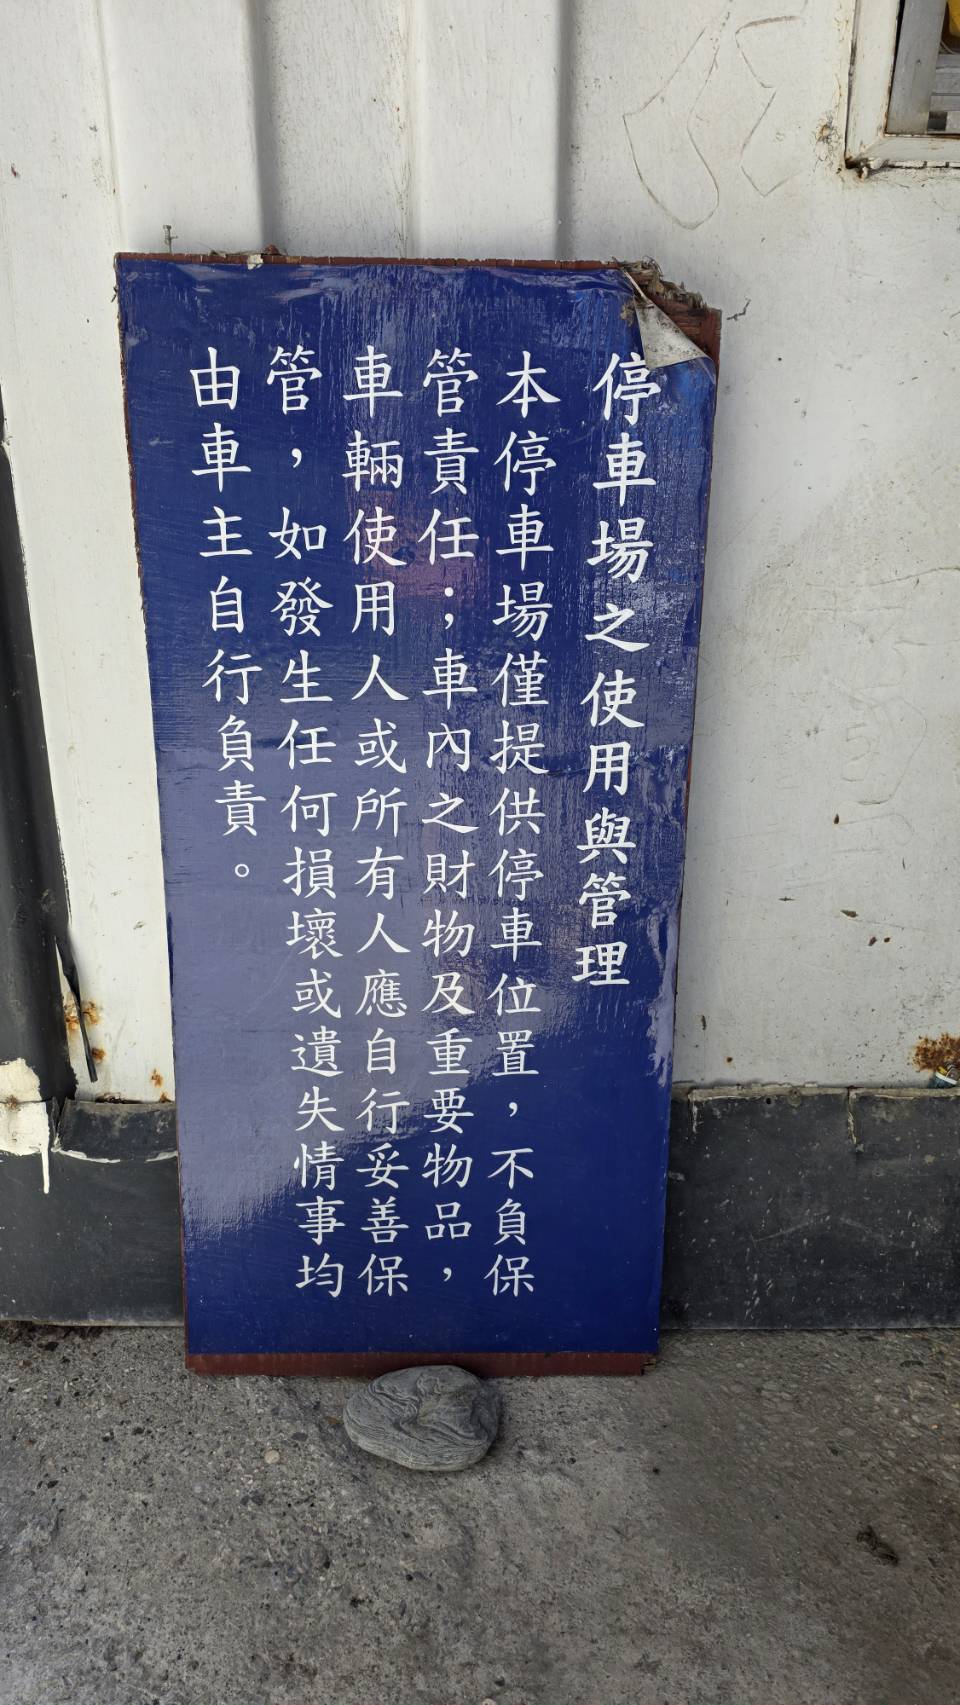 停車場之使用與管理
本停車場僅提供停車位置，不負保
管責任；車內之財物及重要物品，
車輛使用人或所有人應自行妥善保
管，如發生任何損壞或遺失情事均
由車主自行負責。